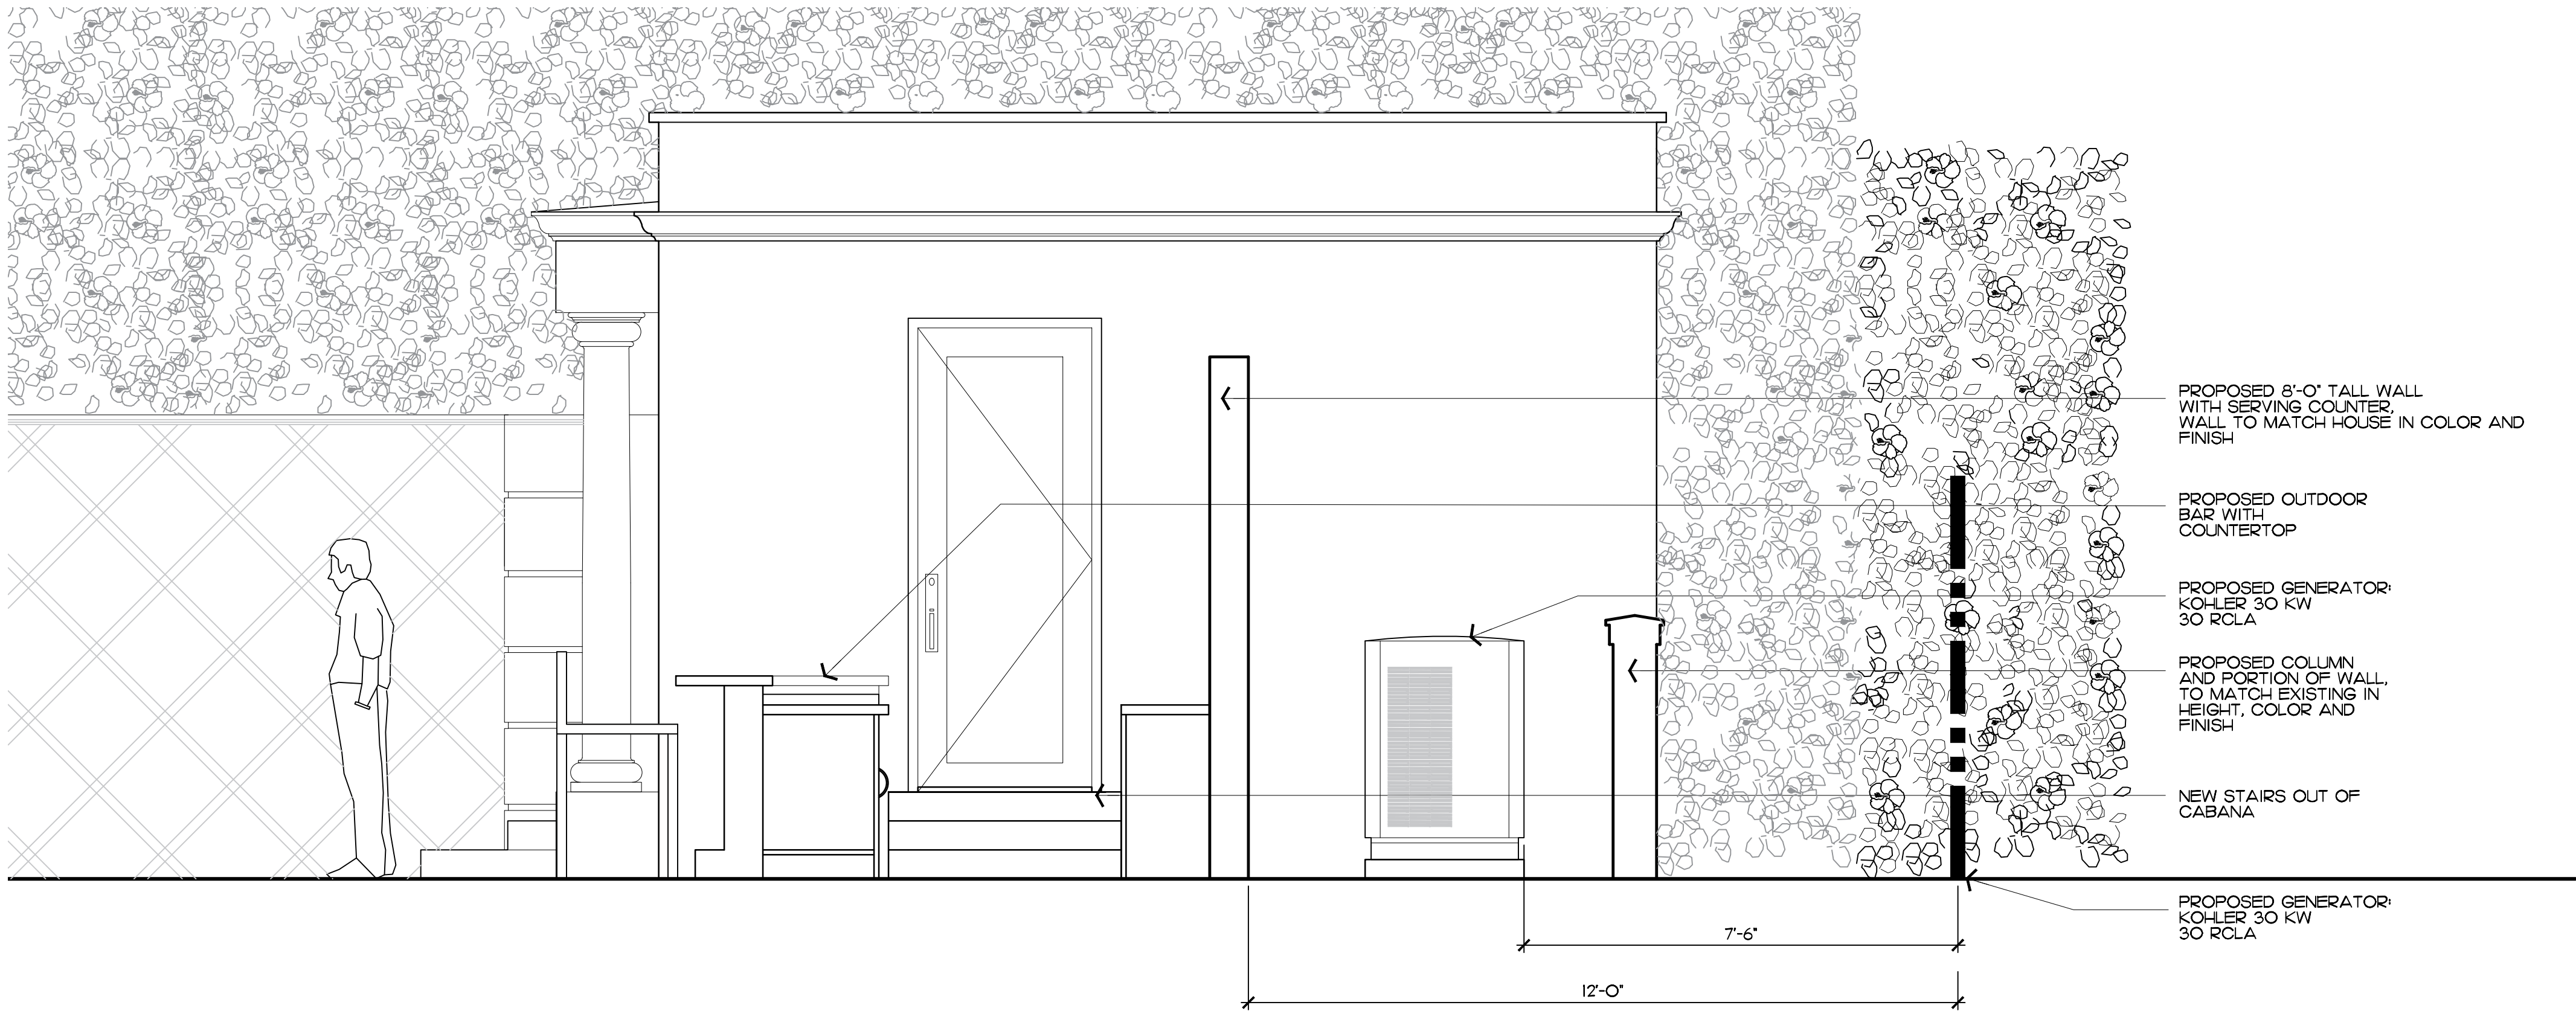 PROPOSED 8'-0" TALL WALL
WITH SERVING COUNTER,
WALL TO MATCH HOUSE IN COLOR AND
FINISH
PROPOSED OUTDOOR
BAR WITH
COUNTERTOP
PROPOSED GENERATOR:
KOHLER 30 KW
30 RCLA
PROPOSED COLUMN
AND PORTION OF WALL,
TO MATCH EXISTING IN
HEIGHT, COLOR AND
FINISH
NEW STAIRS OUT OF
CABANA
PROPOSED GENERATOR:
KOHLER 30 KW
30 RCLA
7'-6"
12'-0"